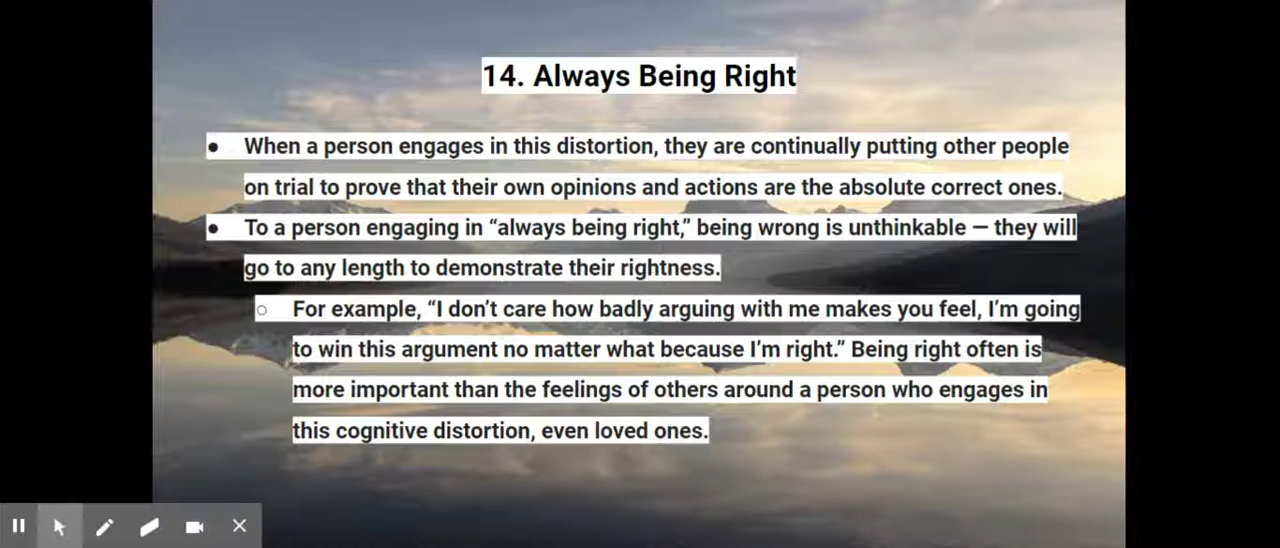 14. Always Being Right
● When a person engages in this distortion, they are continually putting other people
on trial to prove that their own opinions and actions are the absolute correct ones.
● To a person engaging in “always being right,” being wrong is unthinkable — they will
go to any length to demonstrate their rightness.
○ For example, “I don’t care how badly arguing with me makes you feel, I’m going
to win this argument no matter what because I’m right.” Being right often is
more important than the feelings of others around a person who engages in
this cognitive distortion, even loved ones.